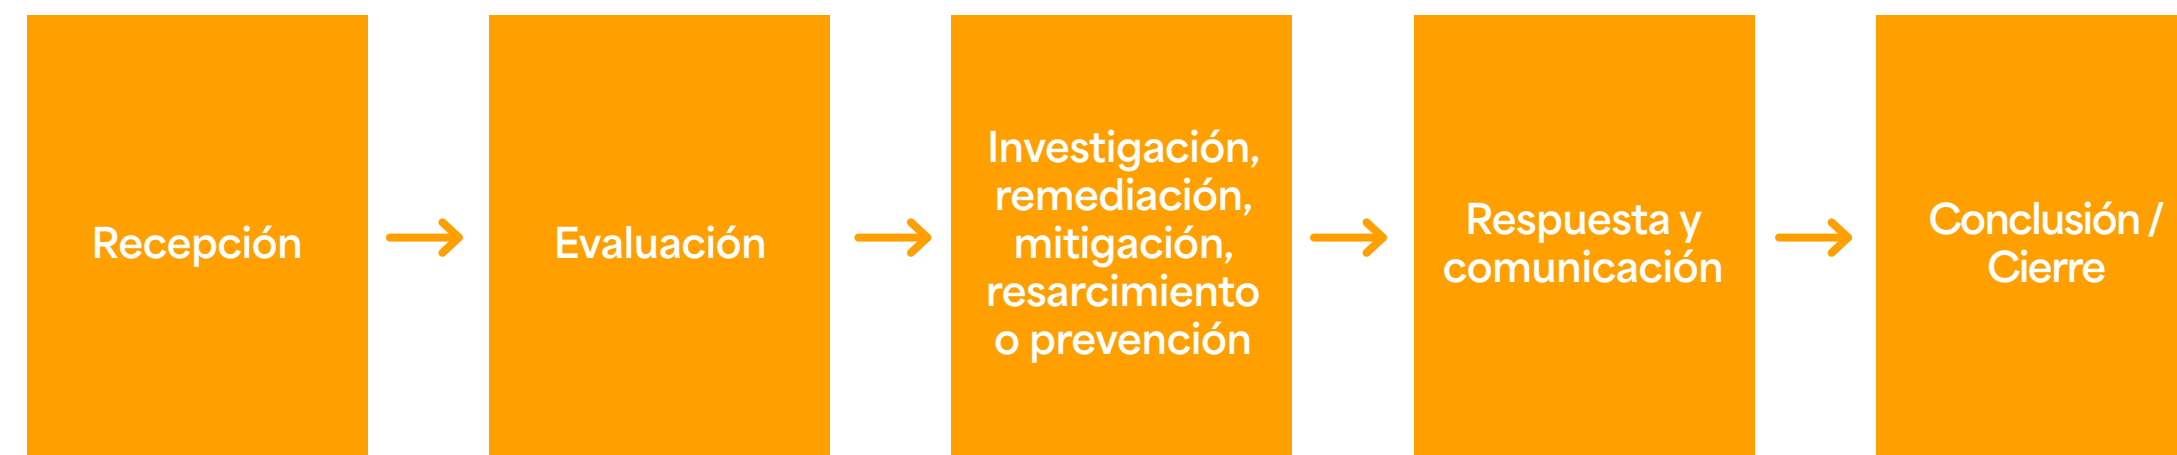 Recepción
Evaluación
Investigación,
remediación,
mitigación,
resarcimiento
o prevención
Respuesta y
comunicación
Conclusión /
Cierre